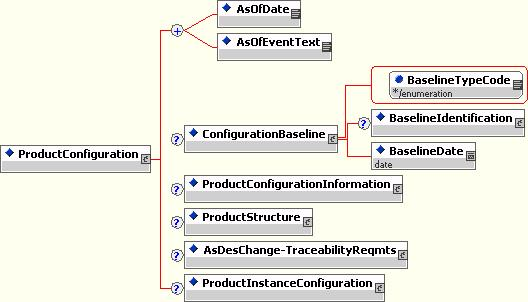 AsOfDate
+
AsOfEventText
BaselineTypeCode
*/enumeration
? ConfigurationBaseline
? BaselineIdentification
BaselineDate
date
ProductConfiguration
? ProductConfigurationInformation
? ProductStructure
? AsDesChange-TraceabilityReqmts
? ProductInstanceConfiguration